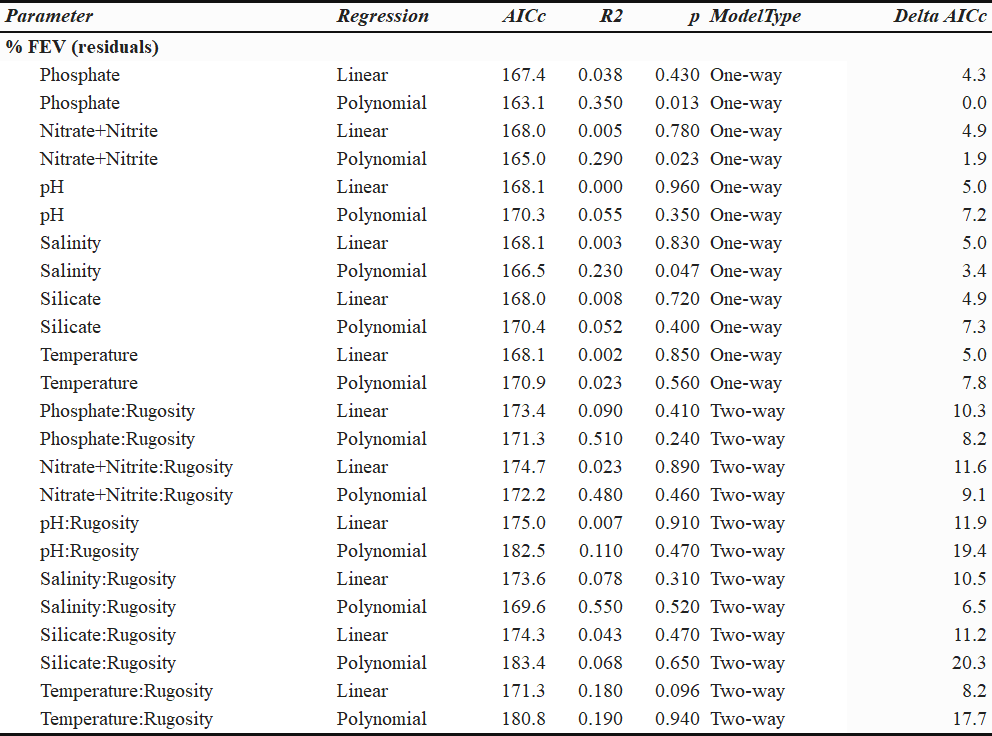 Parameter Regression AICc R2 p ModelType Delta AICc
% FEV (residuals)
Phosphate Linear 167.4 0.038 0.430 One-way 4.3
Phosphate Polynomial 163.1 0.350 0.013 One-way 0.0
Nitrate+Nitrite Linear 168.0 0.005 0.780 One-way 4.9
Nitrate+Nitrite Polynomial 165.0 0.290 0.023 One-way 1.9
pH Linear 168.1 0.000 0.960 One-way 5.0
pH Polynomial 170.3 0.055 0.350 One-way 7.2
Salinity Linear 168.1 0.003 0.830 One-way 5.0
Salinity Polynomial 166.5 0.230 0.047 One-way 3.4
Silicate Linear 168.0 0.008 0.720 One-way 4.9
Silicate Polynomial 170.4 0.052 0.400 One-way 7.3
Temperature Linear 168.1 0.002 0.850 One-way 5.0
Temperature Polynomial 170.9 0.023 0.560 One-way 7.8
Phosphate:Rugosity Linear 173.4 0.090 0.410 Two-way 10.3
Phosphate:Rugosity Polynomial 171.3 0.510 0.240 Two-way 8.2
Nitrate+Nitrite:Rugosity Linear 174.7 0.023 0.890 Two-way 11.6
Nitrate+Nitrite:Rugosity Polynomial 172.2 0.480 0.460 Two-way 9.1
pH:Rugosity Linear 175.0 0.007 0.910 Two-way 11.9
pH:Rugosity Polynomial 182.5 0.110 0.470 Two-way 19.4
Salinity:Rugosity Linear 173.6 0.078 0.310 Two-way 10.5
Salinity:Rugosity Polynomial 169.6 0.550 0.520 Two-way 6.5
Silicate:Rugosity Linear 174.3 0.043 0.470 Two-way 11.2
Silicate:Rugosity Polynomial 183.4 0.068 0.650 Two-way 20.3
Temperature:Rugosity Linear 171.3 0.180 0.096 Two-way 8.2
Temperature:Rugosity Polynomial 180.8 0.190 0.940 Two-way 17.7